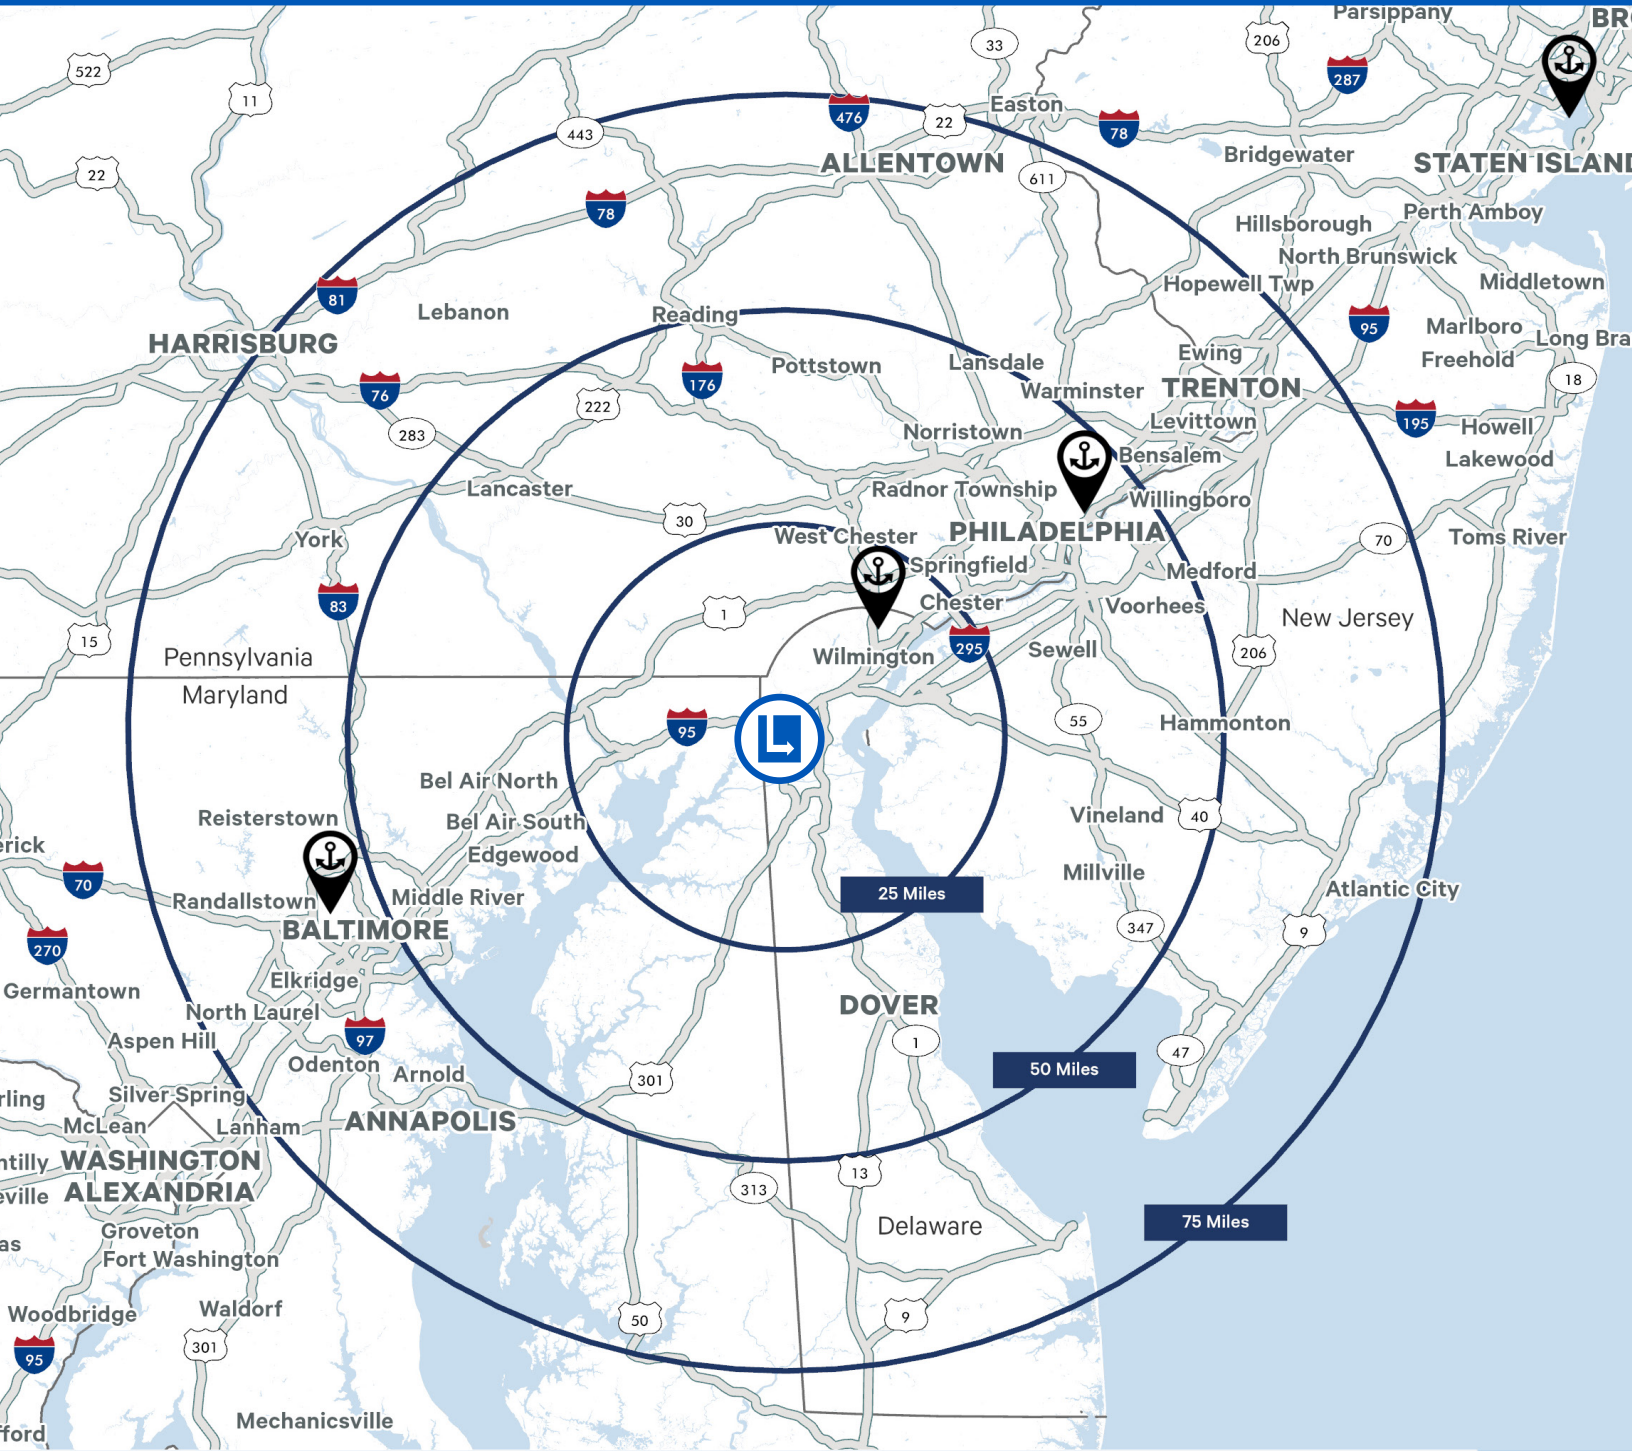 Parsippany
BR
33
206
522
287
11
476
22
Easton
78
443
ALLENTOWN
Bridgewater
STATEN ISLAND
22
611
78
Perth Amboy
Hillsborough
North Brunswick
Hopewell Twp
Middletown
81
Lebanon
Reading
95
Marlboro
Long Bra
HARRISBURG
Ewing
Freehold
Pottstown
Lansdale
176
76
Warminster
TRENTON
18
222
Levittown
195
Howell
283
Norristown
Bensalem
Lakewood
Lancaster
Radnor Township
Willingboro
30
York
West Chester
PHILADELPHIA
70
Toms River
Springfield
Medford
83
1
Chester
Voorhees
New Jersey
15
295
Sewell
206
Pennsylvania
Wilmington
Maryland
95
L
55
Hammonton
Bel Air North
Reisterstown
Bel Air South
Vineland
40
erick
Edgewood
70
Millville
Randallstown
Middle River
25 Miles
Atlantic City
BALTIMORE
347
9
270
Elkridge
Germantown
DOVER
North Laurel
97
Aspen Hill
1
47
Odenton
Arnold
301
50 Miles
rling
Silver Spring
McLean
Lanham
ANNAPOLIS
ntilly
WASHINGTON
13
313
eville
ALEXANDRIA
75 Miles
Groveton
Delaware
as
Fort Washington
Woodbridge
Waldorf
50
9
301
95
Mechanicsville
fford